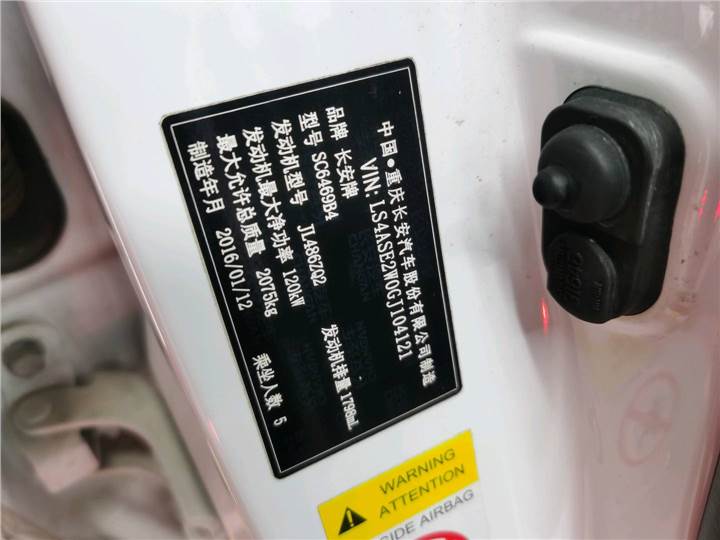 中国•重庆长安汽车股份有限公司制造
VIN: LS4ASE2W0GJ104121
品牌 长安牌
型号 SC6469B4
发动机型号 JL486ZQ2 发动机排量 1798mL
发动机最大净功率 120kW
最大允许总质量 2075kg
制造年月 2016/01/12 乘坐人数 5
WARNING
ATTENTION
SIDE AIRBAG